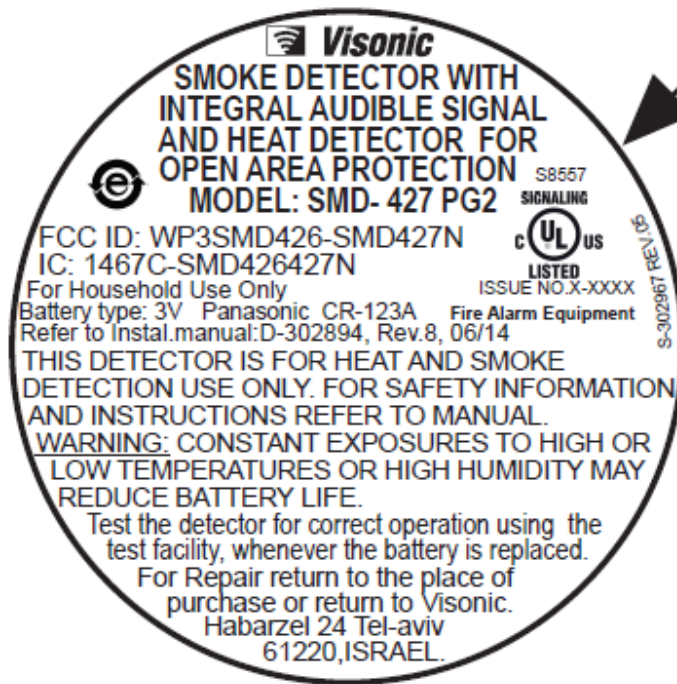 Visonic
SMOKE DETECTOR WITH
INTEGRAL AUDIBLE SIGNAL
AND HEAT DETECTOR FOR
OPEN AREA PROTECTION
MODEL: SMD- 427 PG2
S8557
SIGNALING
C UL US
LISTED
FCC ID: WP3SMD426-SMD427N
IC: 1467C-SMD426427N
ISSUE NO.X-XXXX
For Household Use Only
Battery type: 3V Panasonic CR-123A
Fire Alarm Equipment
Refer to Instal.manual:D-302894, Rev.8, 06/14
S-302967 REV.05
THIS DETECTOR IS FOR HEAT AND SMOKE
DETECTION USE ONLY. FOR SAFETY INFORMATION
AND INSTRUCTIONS REFER TO MANUAL.
WARNING: CONSTANT EXPOSURES TO HIGH OR
LOW TEMPERATURES OR HIGH HUMIDITY MAY
REDUCE BATTERY LIFE.
Test the detector for correct operation using the
test facility, whenever the battery is replaced.
For Repair return to the place of
purchase or return to Visonic.
Habarzel 24 Tel-aviv
61220,ISRAEL.